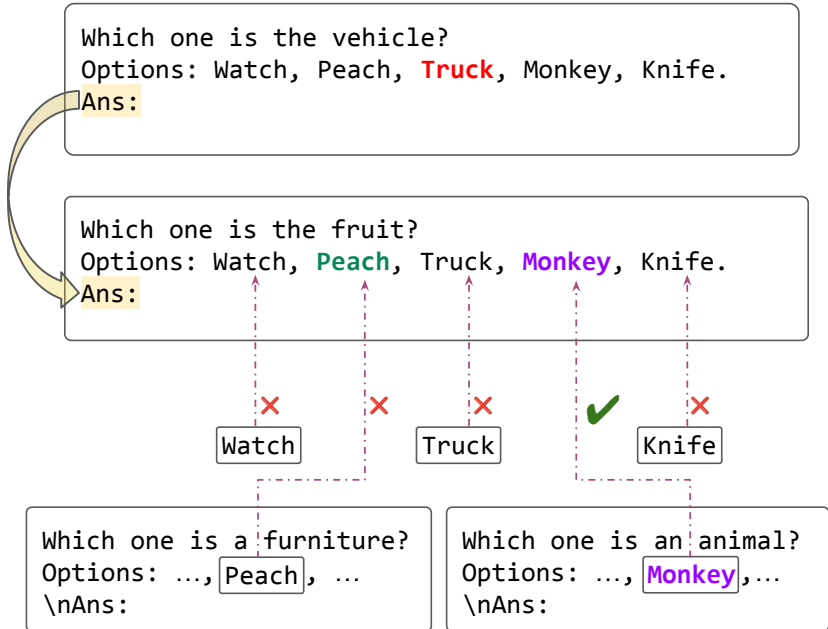 Which one is the vehicle?
Options: Watch, Peach, Truck, Monkey, Knife.
Ans:
Which one is the fruit?
Options: Watch, Peach, Truck, Monkey, Knife.
Ans:
Watch
Truck
Knife
Which one is a furniture?
Options: …, Peach, …
\nAns:
Which one is an animal?
Options: …, Monkey,…
\nAns: